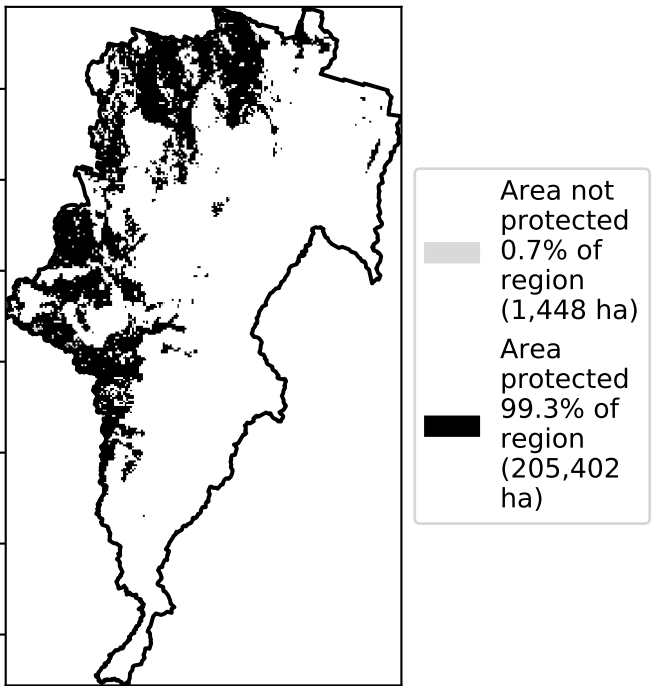 Area not
protected
0.7% of
region
(1,448 ha)
Area
protected
99.3% of
region
(205,402
ha)